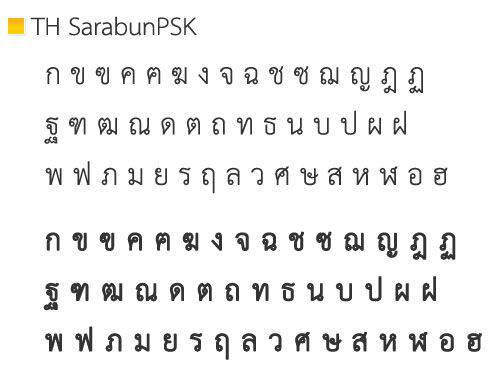 TH SarabunPSK
ก ข ฃ ค ฅ ฆ ง จ ฉ ช ซ ฌ ญ ฎ ฏ
ฐ ฑ ฒ ณ ด ต ถ ท ธ น บ ป ผ ฝ
พ ฟ ภ ม ย ร ฤ ล ว ศ ษ ส ห ฬ อ ฮ
ก ข ฃ ค ฅ ฆ ง จ ฉ ช ซ ฌ ญ ฎ ฏ
ฐ ฑ ฒ ณ ด ต ถ ท ธ น บ ป ผ ฝ
พ ฟ ภ ม ย ร ฤ ล ว ศ ษ ส ห ฬ อ ฮ